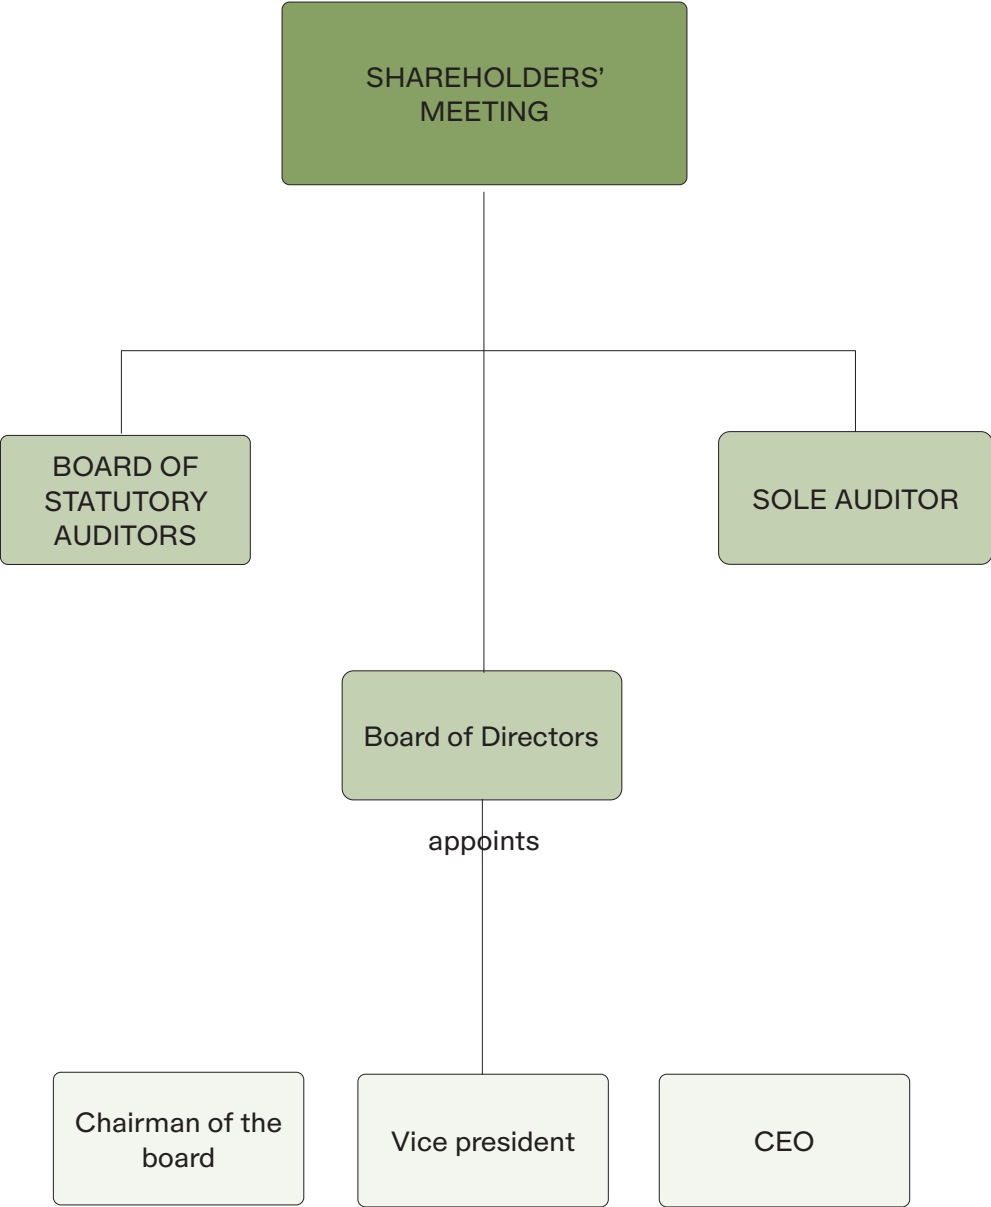 SHAREHOLDERS’
MEETING
BOARD OF
STATUTORY
AUDITORS
SOLE AUDITOR
Board of Directors
appoints
Chairman of the
board
Vice president
CEO